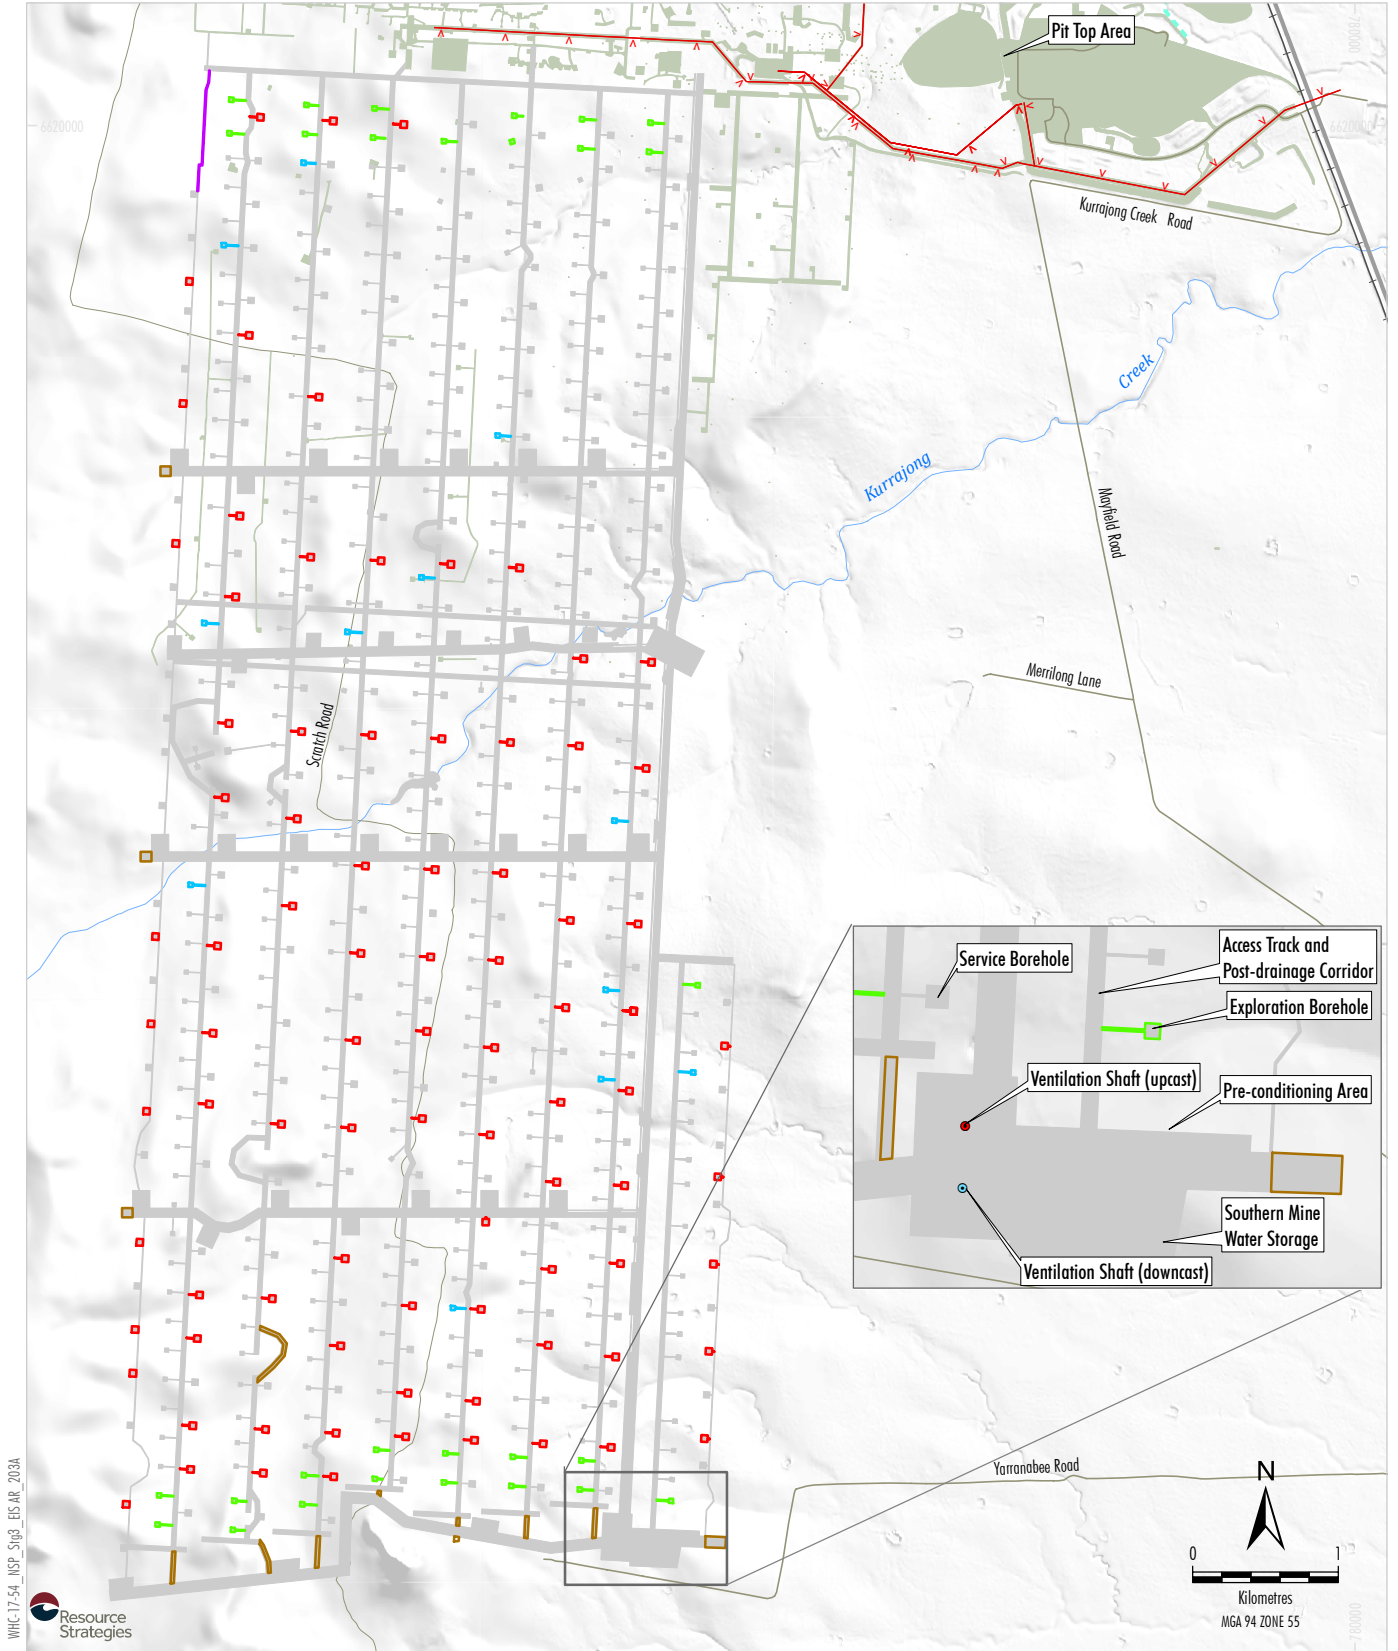 780000
Pit Top Area
6620000
6620000
Kurrajong Creek Road
Creek
Kurrajong
Mayfield Road
Merrilong Lane
Scratch Road
Service Borehole
Access Track and
Post-drainage Corridor
Exploration Borehole
Ventilation Shaft (upcast)
Pre-conditioning Area
Southern Mine
Water Storage
Ventilation Shaft (downcast)
Yarranabee Road
N
0 1
Kilometres
MGA 94 ZONE 55
780000
WHC-17-54_NSP_Stg3_EIS AR_203A
Resource
Strategies